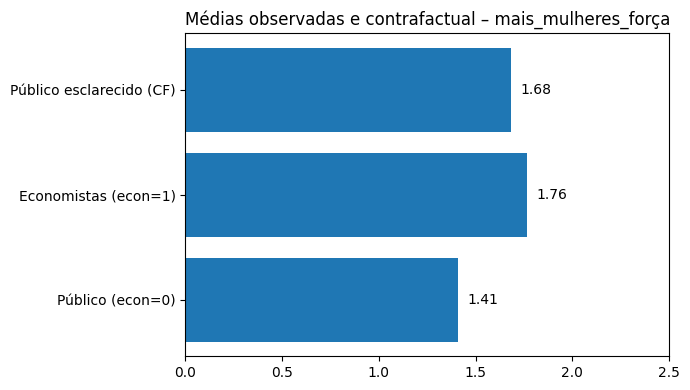 Médias observadas e contrafactual – mais_mulheres_força
Público esclarecido (CF)
1.68
Economistas (econ=1)
1.76
Público (econ=0)
1.41
0.0 0.5 1.0 1.5 2.0 2.5